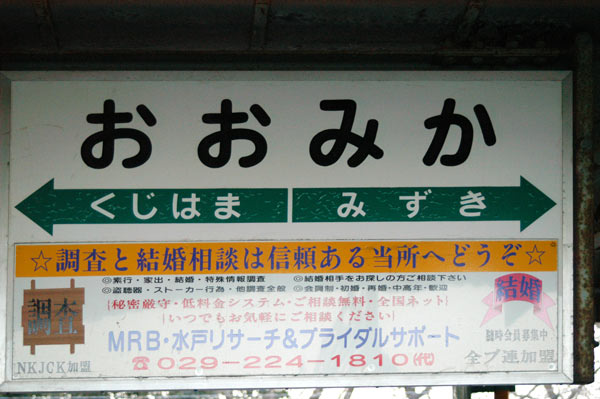 おおみか
くじはま みずき
☆調査と結婚相談は信頼ある当所へどうぞ☆
調査
NKJCK加盟
◎素行・家出・結婚・特殊情報調査 ◎結婚相手をお探しの方ご相談下さい
◎盗聴器・ストーカー行為・他調査全般 ◎会員制・初婚・再婚・中高年・歓迎
{秘密厳守・低料金システム・ご相談無料・全国ネット}
{いつでもお気軽にご相談ください}
MRB・水戸リサーチ&ブライダルサポート
☎029-224-1810(代)
結婚
随時会員募集中
全ブ連加盟